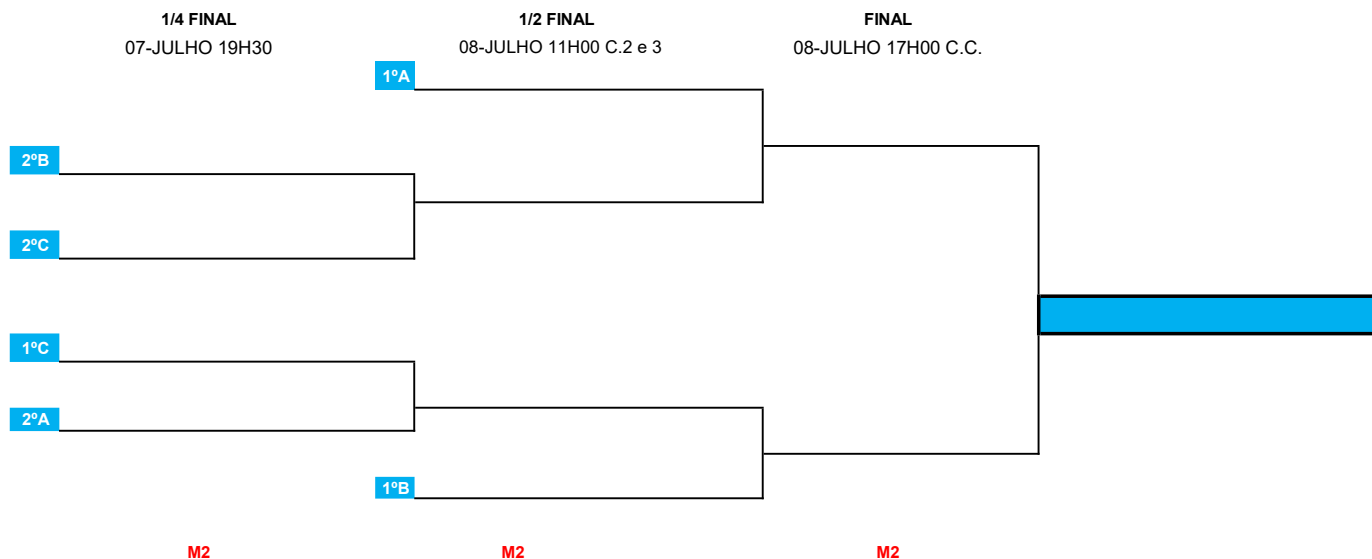 1/4 FINAL
1/2 FINAL
FINAL
07-JULHO 19H30
08-JULHO 11H00 C.2 e 3
08-JULHO 17H00 C.C.
1ºA
2ºB
2ºC
1ºC
2ºA
1ºB
M2
M2
M2